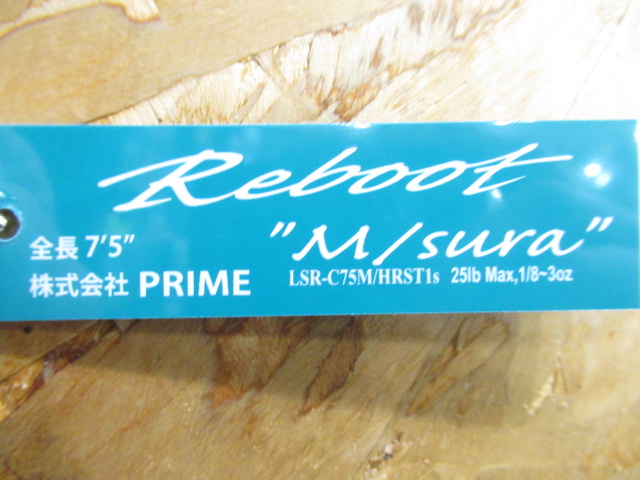 Reboot
全長 7'5"
"M/sura"
株式会社 PRIME
LSR-C75M/HRST1s 25lb Max,1/8~3oz